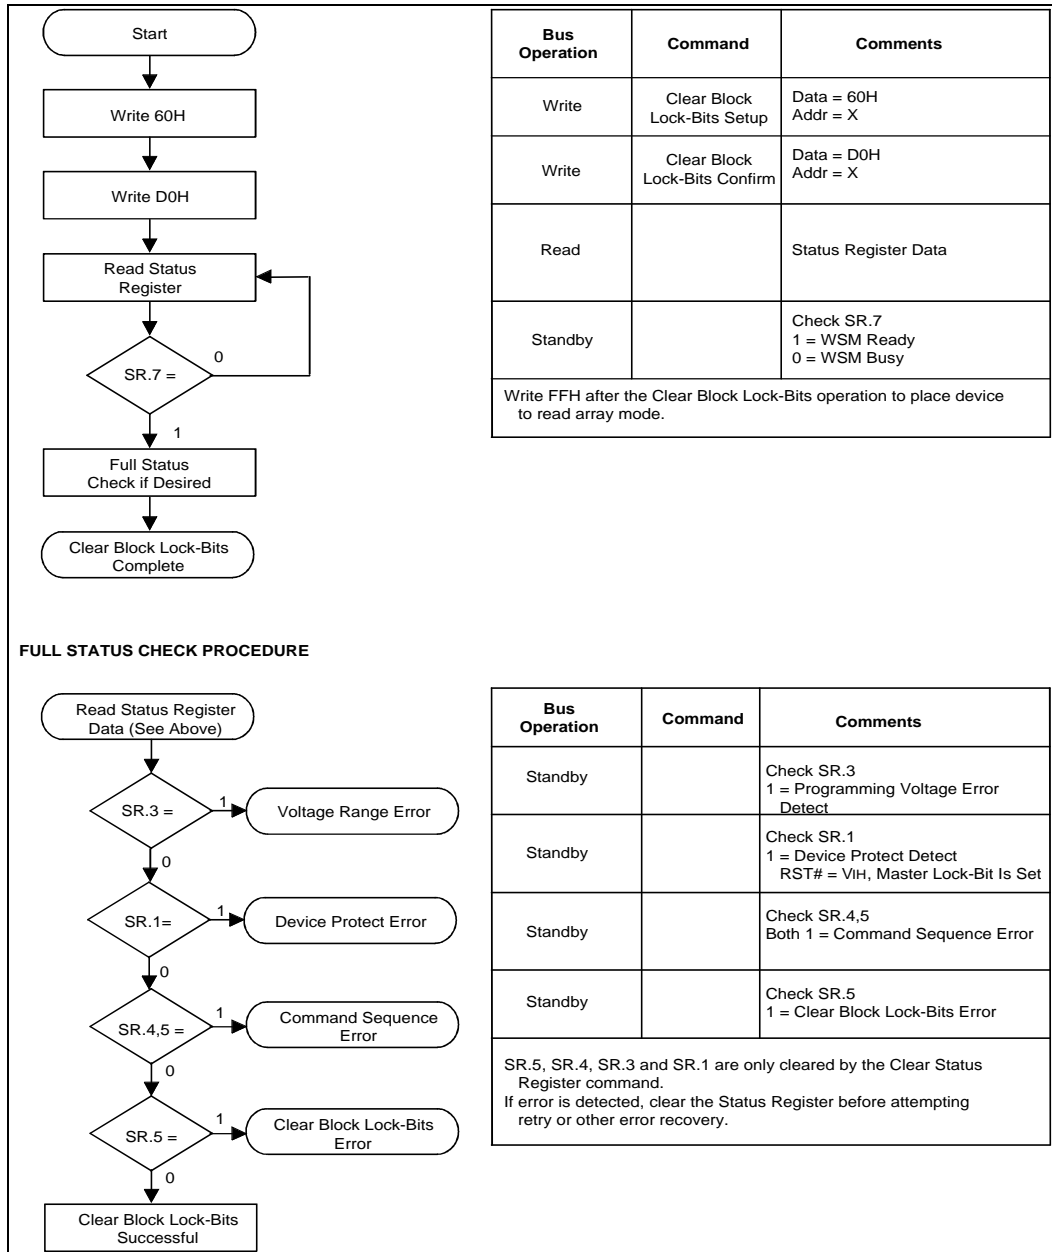 Start
Write 60H
Write D0H
Read Status
Register
SR.7 =
0
1
Full Status
Check if Desired
Clear Block Lock-Bits
Complete
Bus
Operation
Command
Comments
Write
Clear Block
Lock-Bits Setup
Data = 60H
Addr = X
Write
Clear Block
Lock-Bits Confirm
Data = D0H
Addr = X
Read
Status Register Data
Standby
Check SR.7
1 = WSM Ready
0 = WSM Busy
Write FFH after the Clear Block Lock-Bits operation to place device
to read array mode.
FULL STATUS CHECK PROCEDURE
Read Status Register
Data (See Above)
SR.3 =
1
Voltage Range Error
0
SR.1=
1
Device Protect Error
0
SR.4,5 =
1
Command Sequence
Error
0
SR.5 =
1
Clear Block Lock-Bits
Error
0
Clear Block Lock-Bits
Successful
Bus
Operation
Command
Comments
Standby
Check SR.3
1 = Programming Voltage Error
Detect
Standby
Check SR.1
1 = Device Protect Detect
RST# = VIH, Master Lock-Bit Is Set
Standby
Check SR.4,5
Both 1 = Command Sequence Error
Standby
Check SR.5
1 = Clear Block Lock-Bits Error
SR.5, SR.4, SR.3 and SR.1 are only cleared by the Clear Status
Register command.
If error is detected, clear the Status Register before attempting
retry or other error recovery.